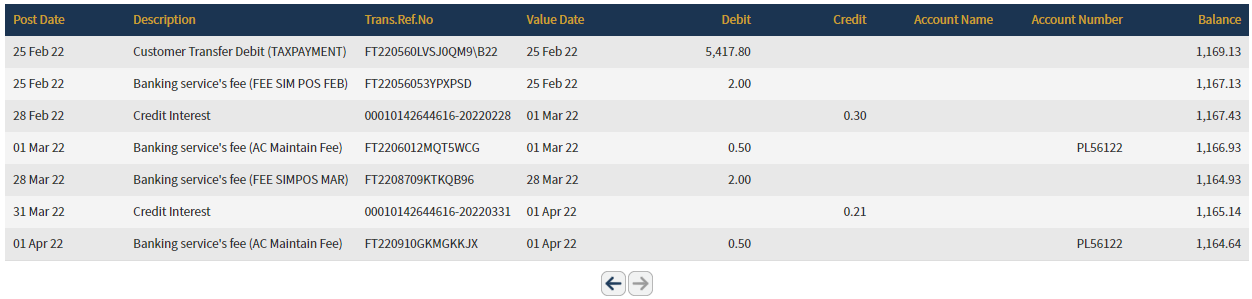 Post Date Description Trans.Ref.No Value Date Debit Credit Account Name Account Number Balance
25 Feb 22 Customer Transfer Debit (TAXPAYMENT) FT220560LVSJ0QM9\B22 25 Feb 22 5,417.80 1,169.13
25 Feb 22 Banking service's fee (FEE SIM POS FEB) FT22056053YPXPSD 25 Feb 22 2.00 1,167.13
28 Feb 22 Credit Interest 00010142644616-20220228 01 Mar 22 0.30 1,167.43
01 Mar 22 Banking service's fee (AC Maintain Fee) FT2206012MQT5WCG 01 Mar 22 0.50 PL56122 1,166.93
28 Mar 22 Banking service's fee (FEE SIMPOS MAR) FT2208709KTKQB96 28 Mar 22 2.00 1,164.93
31 Mar 22 Credit Interest 00010142644616-20220331 01 Apr 22 0.21 1,165.14
01 Apr 22 Banking service's fee (AC Maintain Fee) FT220910GKMGKKJX 01 Apr 22 0.50 PL56122 1,164.64